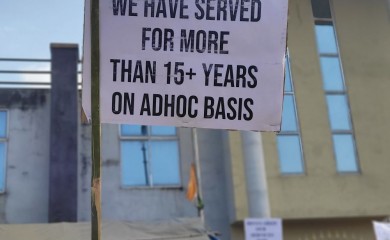 WE HAVE SERVED
FOR MORE
THAN 15+ YEARS
ON ADHOC BASIS